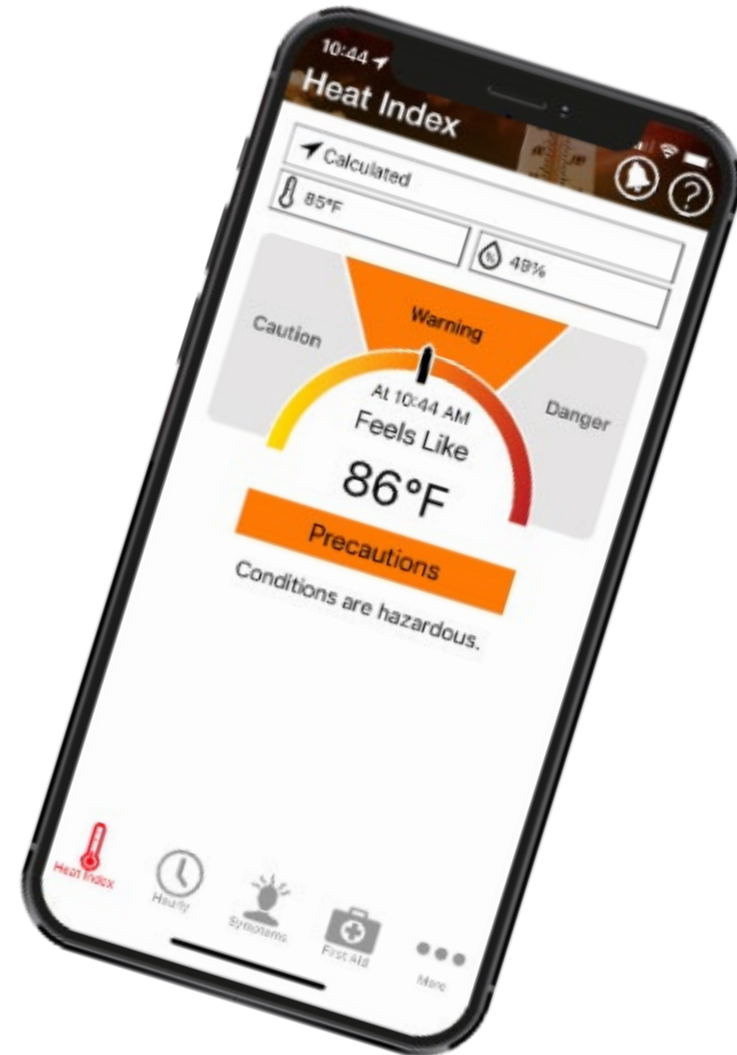 10:44
Heat Index
?
Calculated
85°F
% 49%
Caution
Warning
Danger
At 10:44 AM
Feels Like
86°F
Precautions
Conditions are hazardous.
Heat Index
Hourly
Symptoms
First Aid
More